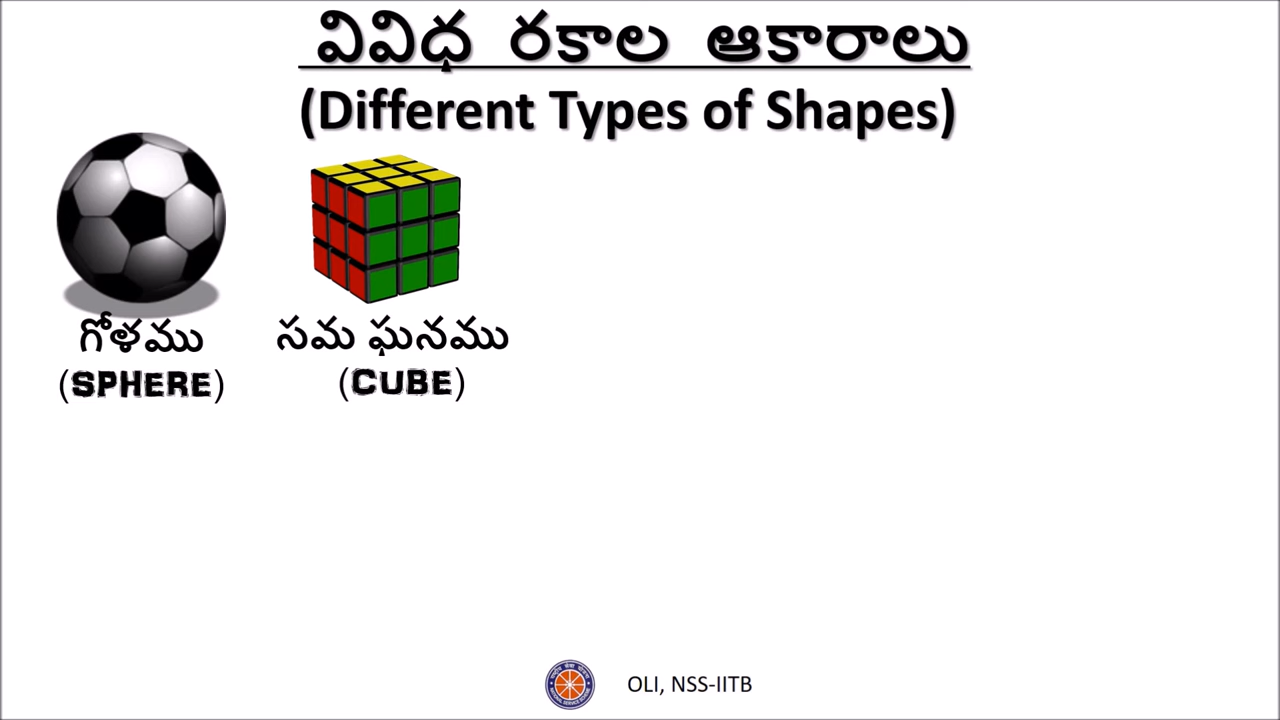 వివిధ రకాల ఆకారాలు
(Different Types of Shapes)
గోళము
(SPHERE)
సమ ఘనము
(CUBE)
OLI, NSS-IITB